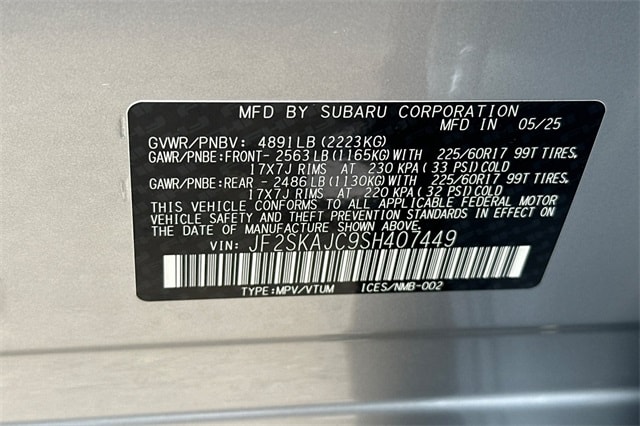 MFD BY SUBARU CORPORATION
MFD IN 05/25
GVWR/PNBV: 4891LB(2223KG)
GAWR/PNBE:FRONT- 2563LB(1165KG)WITH 225/60R17 99T TIRES,
17X7J RIMS AT 230 KPA(33 PSI)COLD
GAWR/PNBE:REAR - 2486LB(1130KG)WITH 225/60R17 99T TIRES,
17X7J RIMS AT 220 KPA(32 PSI)COLD
THIS VEHICLE CONFORMS TO ALL APPLICABLE FEDERAL MOTOR
VEHICLE SAFETY AND THEFT PREVENTION STANDARDS IN EFFECT ON
THE DATE OF MANUFACTURE SHOWN ABOVE.
VIN: JF2SKAJC9SH407449
TYPE:MPV/VTUM ICES/NMB-002